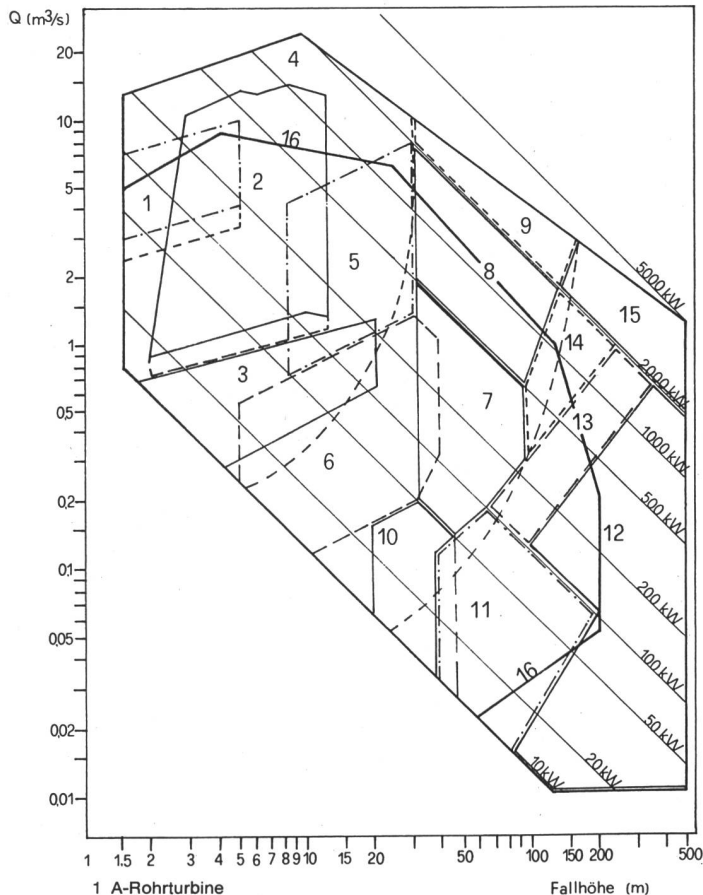 Q (m³/s)
20
10
5
2
1
0,5
0,2
0,1
0,05
0,02
0,01
4
16
2
1
5
3
6
9
8
15
14
7
13
10
12
11
16
5000 kW
2000 kW
1000 kW
500 kW
200 kW
100 kW
50 kW
20 kW
10 kW
1 1.5 2 3 4 5 6 7 8 9 10 15 20 50 100 150 200 500
1 A-Rohrturbine Fallhöhe (m)